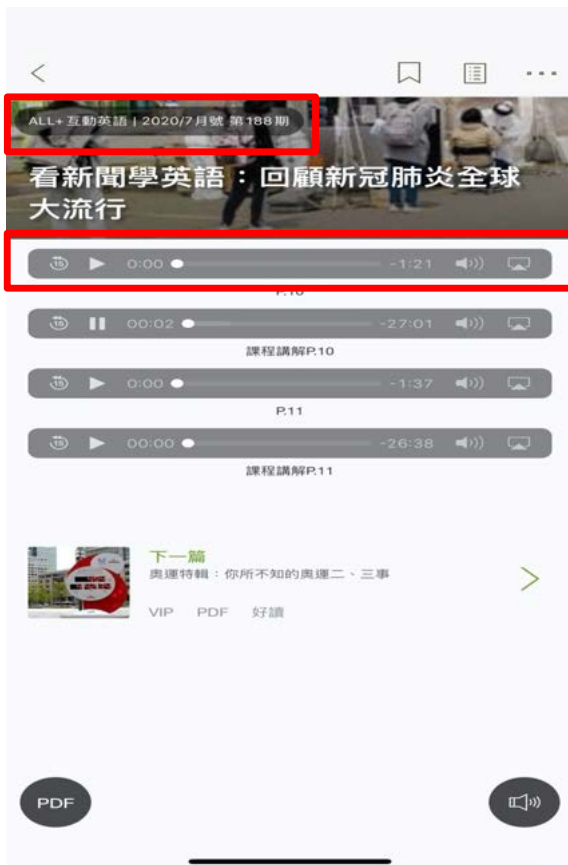 ALL+ 互動英語 | 2020/7月號 第188期
看新聞學英語：回顧新冠肺炎全球
大流行
15 0:00 -1:21
P.10
15 00:02 -27:01
課程講解P.10
15 0:00 -1:37
P.11
15 00:00 -26:38
課程講解P.11
下一篇
奧運特輯：你所不知的奧運二、三事
VIP PDF 好讀
PDF